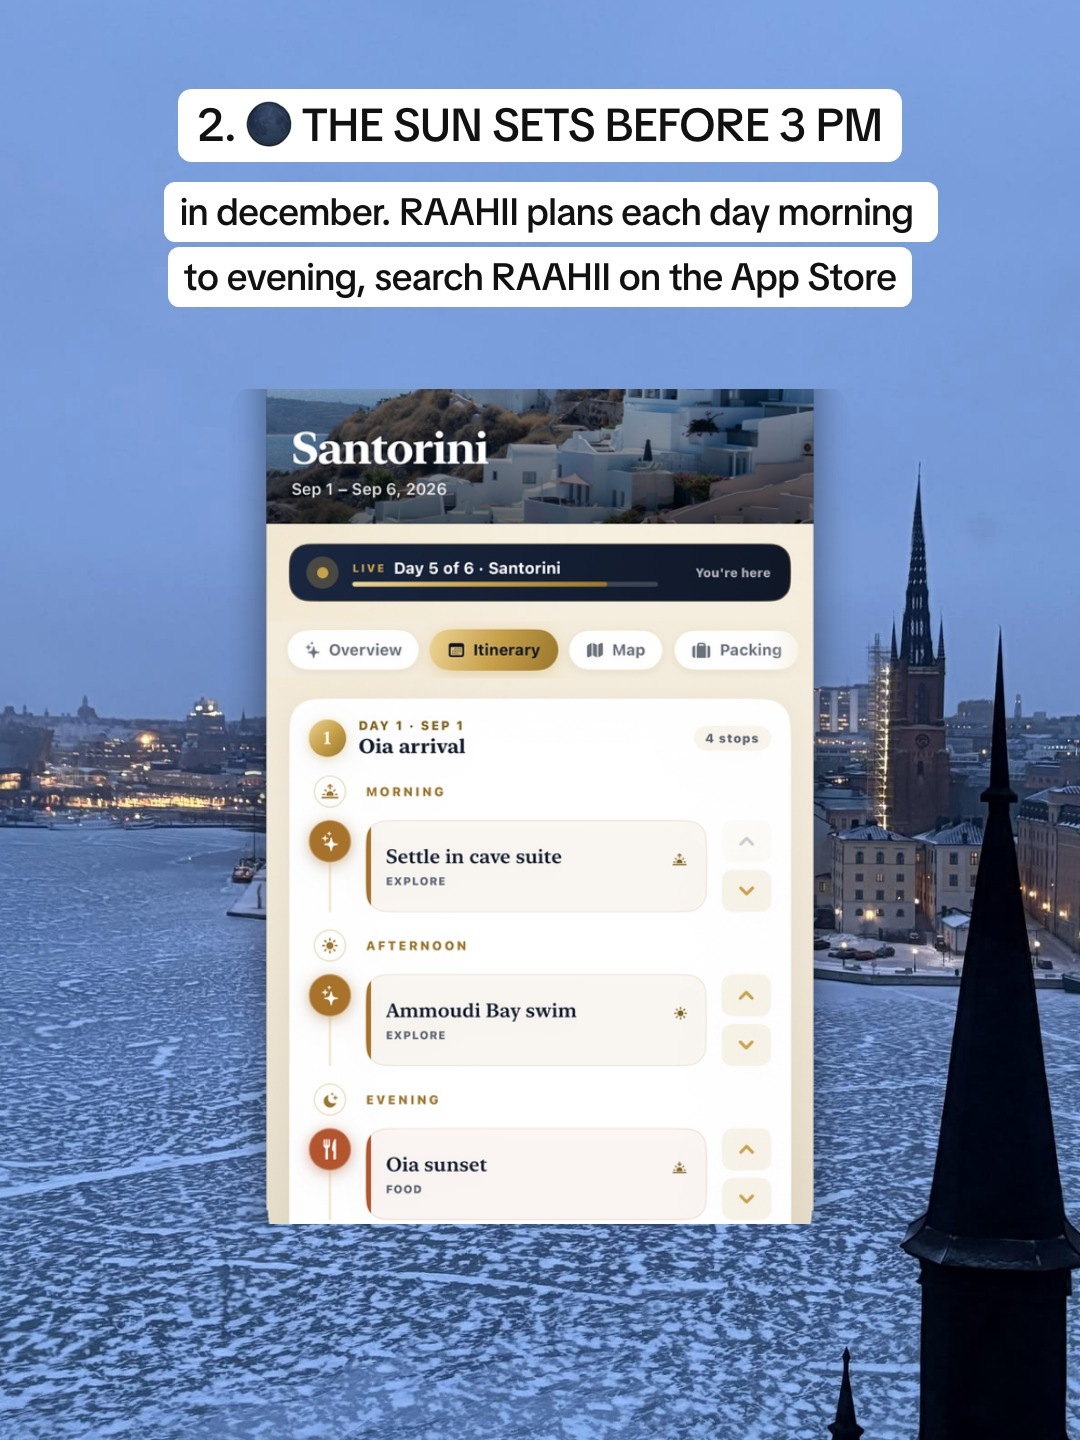 2. 🌑 THE SUN SETS BEFORE 3 PM
in december. RAAHII plans each day morning
to evening, search RAAHII on the App Store
Santorini
Sep 1 – Sep 6, 2026
LIVE Day 5 of 6 · Santorini
You're here
Overview
Itinerary
Map
Packing
1
DAY 1 · SEP 1
Oia arrival
4 stops
MORNING
Settle in cave suite
EXPLORE
AFTERNOON
Ammoudi Bay swim
EXPLORE
EVENING
Oia sunset
FOOD